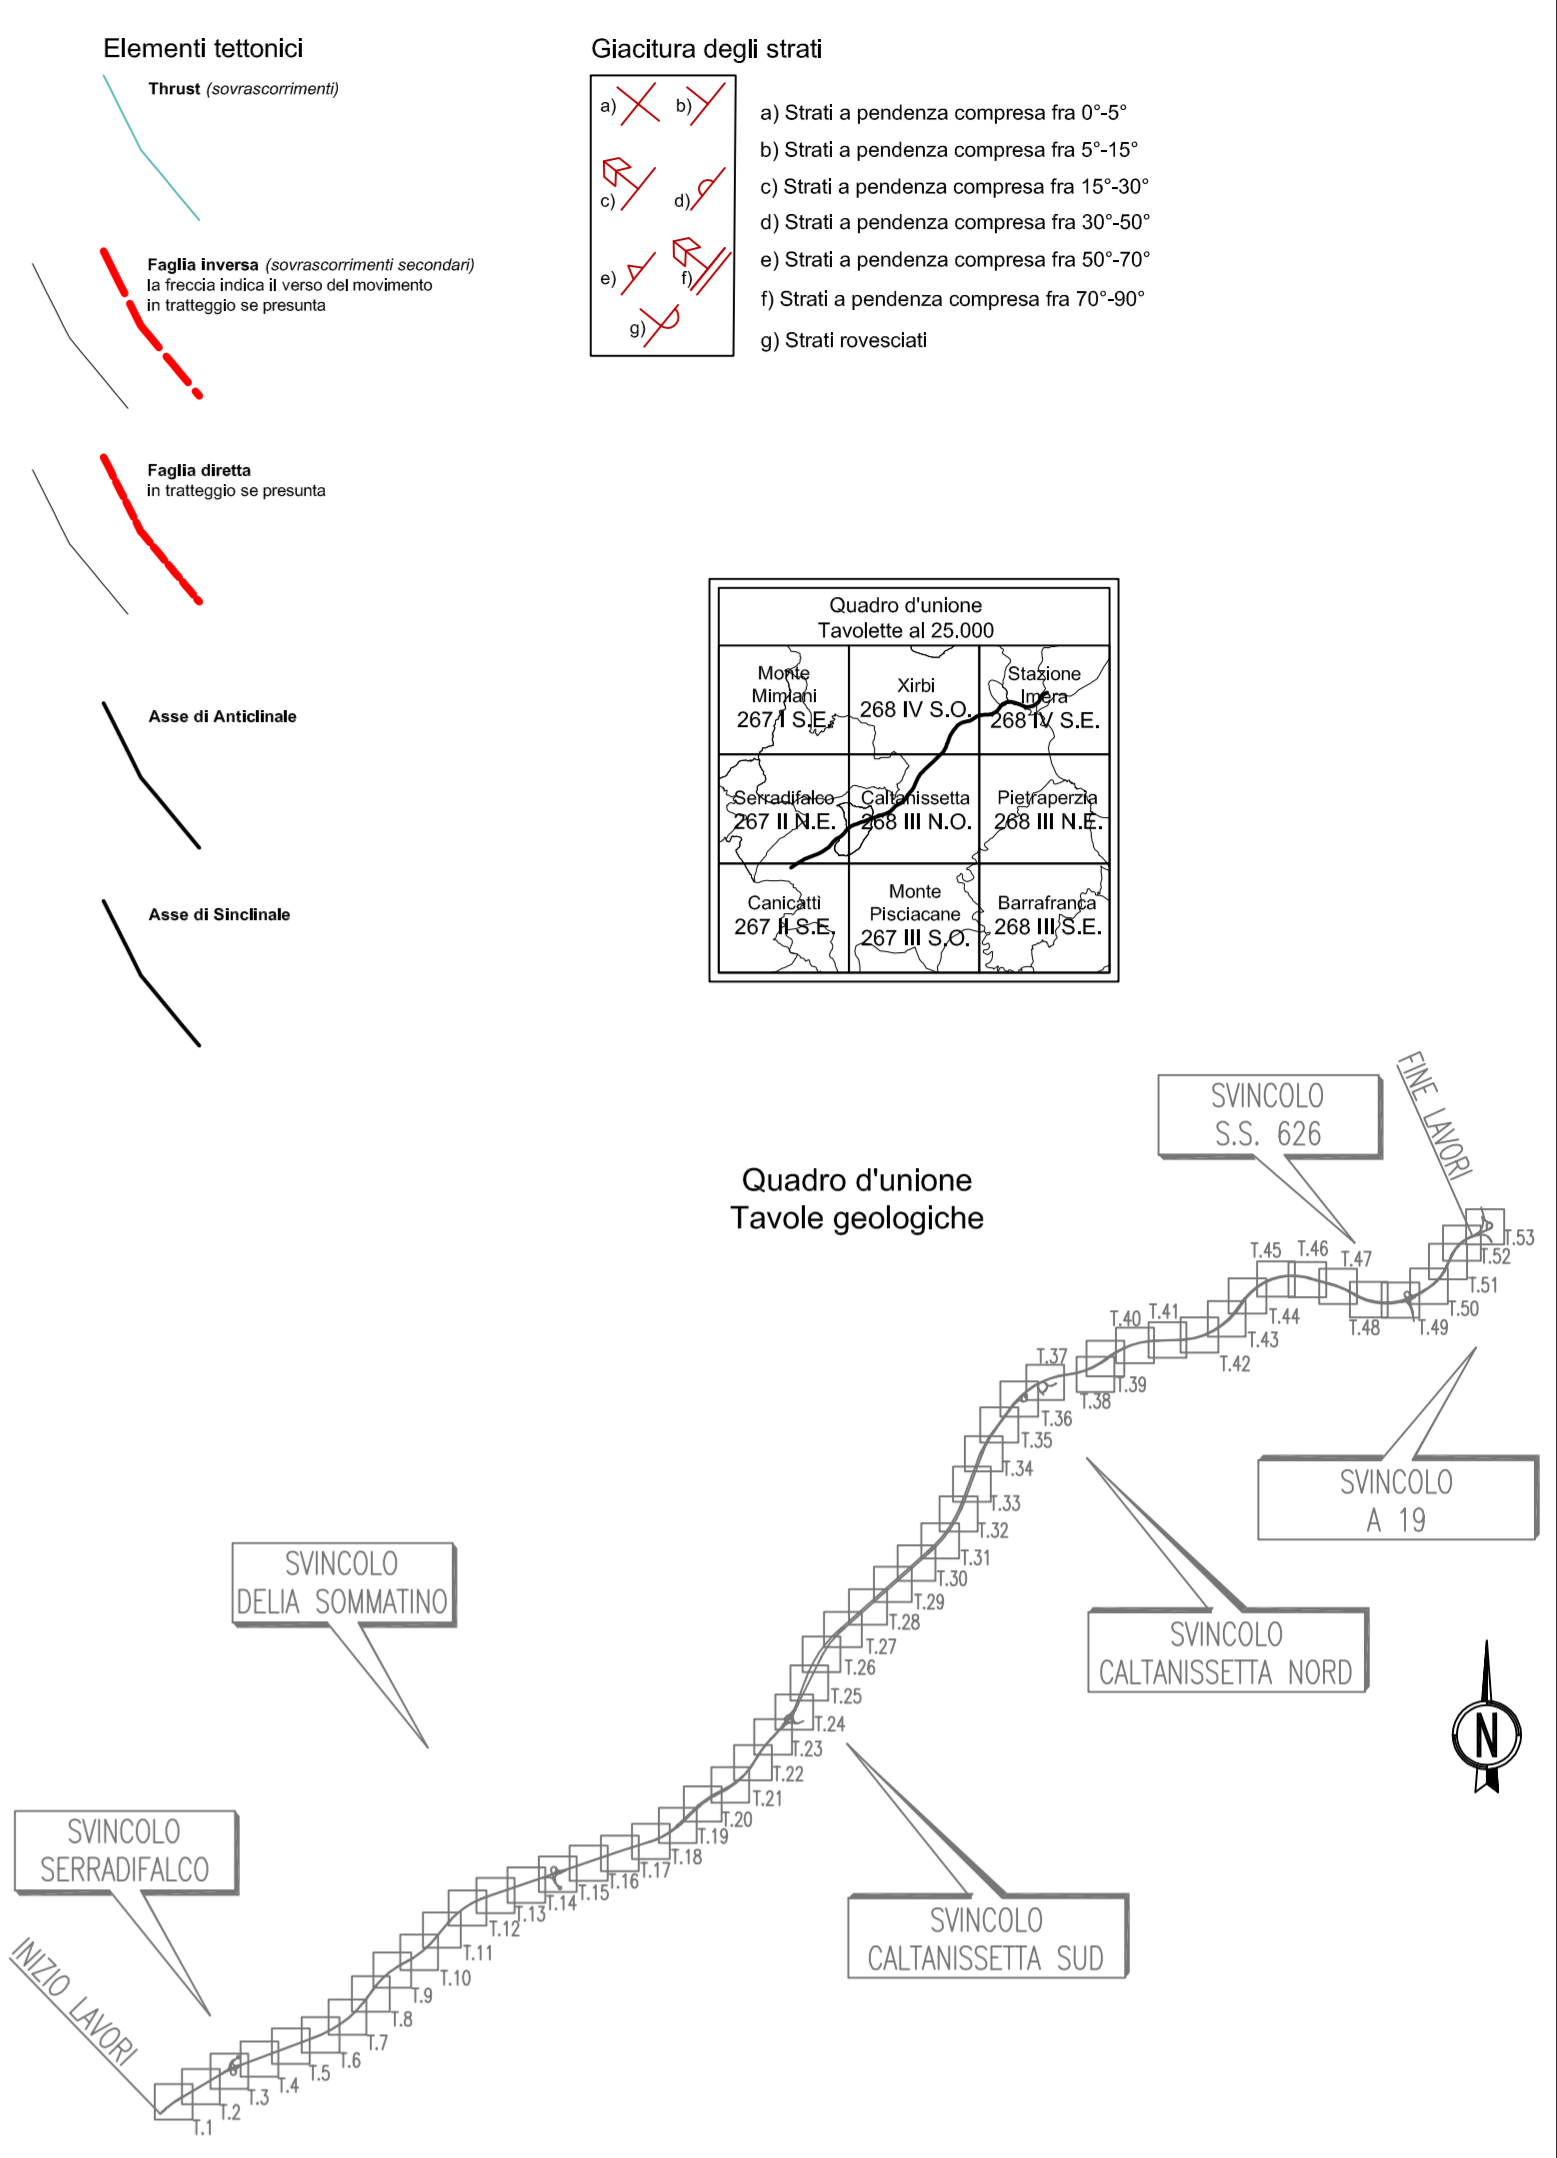 Elementi tettonici
Thrust (sovrascorrimenti)
Faglia inversa (sovrascorrimenti secondari)
la freccia indica il verso del movimento
in tratteggio se presunta
Faglia diretta
in tratteggio se presunta
Asse di Anticlinale
Asse di Sinclinale
Giacitura degli strati
a)
b)
c)
d)
e)
f)
g)
a) Strati a pendenza compresa fra 0°-5°
b) Strati a pendenza compresa fra 5°-15°
c) Strati a pendenza compresa fra 15°-30°
d) Strati a pendenza compresa fra 30°-50°
e) Strati a pendenza compresa fra 50°-70°
f) Strati a pendenza compresa fra 70°-90°
g) Strati rovesciati
Quadro d'unione
Tavolette al 25.000
Monte
Mimiani
267 I S.E.
Xirbi
268 IV S.O.
Stazione
Imera
268 IV S.E.
Serradifalco
267 II N.E.
Caltanissetta
268 III N.O.
Pietraperzia
268 III N.E.
Canicattì
267 II S.E.
Monte
Pisciacane
267 III S.O.
Barrafranca
268 III S.E.
Quadro d'unione
Tavole geologiche
SVINCOLO
S.S. 626
FINE LAVORI
SVINCOLO
A 19
SVINCOLO
CALTANISSETTA NORD
SVINCOLO
DELIA SOMMATINO
SVINCOLO
SERRADIFALCO
SVINCOLO
CALTANISSETTA SUD
INIZIO LAVORI
N
T.1
T.2
T.3
T.4
T.5
T.6
T.7
T.8
T.9
T.10
T.11
T.12
T.13
T.14
T.15
T.16
T.17
T.18
T.19
T.20
T.21
T.22
T.23
T.24
T.25
T.26
T.27
T.28
T.29
T.30
T.31
T.32
T.33
T.34
T.35
T.36
T.37
T.38
T.39
T.40
T.41
T.42
T.43
T.44
T.45
T.46
T.47
T.48
T.49
T.50
T.51
T.52
T.53